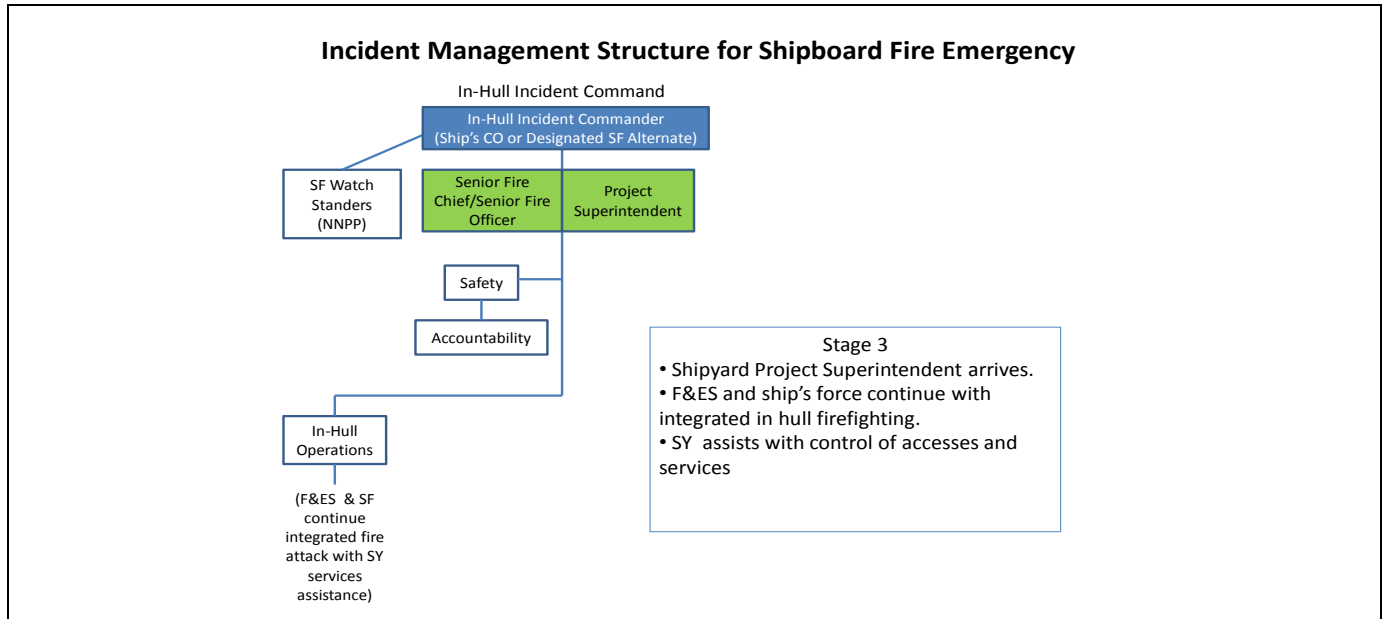 Incident Management Structure for Shipboard Fire Emergency
In-Hull Incident Command
In-Hull Incident Commander
(Ship's CO or Designated SF Alternate)
SF Watch
Standers
(NNPP)
Senior Fire
Chief/Senior Fire
Officer
Project
Superintendent
Safety
Accountability
In-Hull
Operations
(F&ES & SF
continue
integrated fire
attack with SY
services
assistance)
Stage 3
• Shipyard Project Superintendent arrives.
• F&ES and ship's force continue with
integrated in hull firefighting.
• SY assists with control of accesses and
services